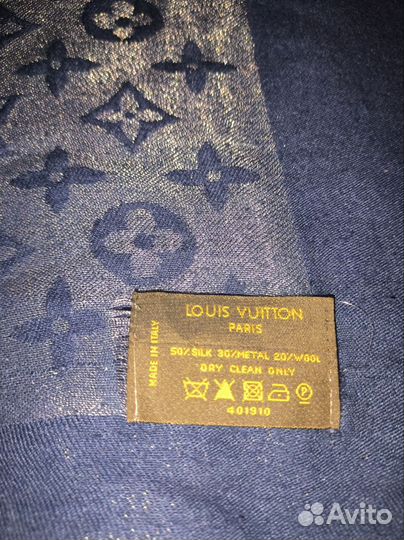 LOUIS VUITTON
PARIS
MADE IN ITALY
50% SILK 30% METAL 20% WOOL
DRY CLEAN ONLY
P
401910
Avito